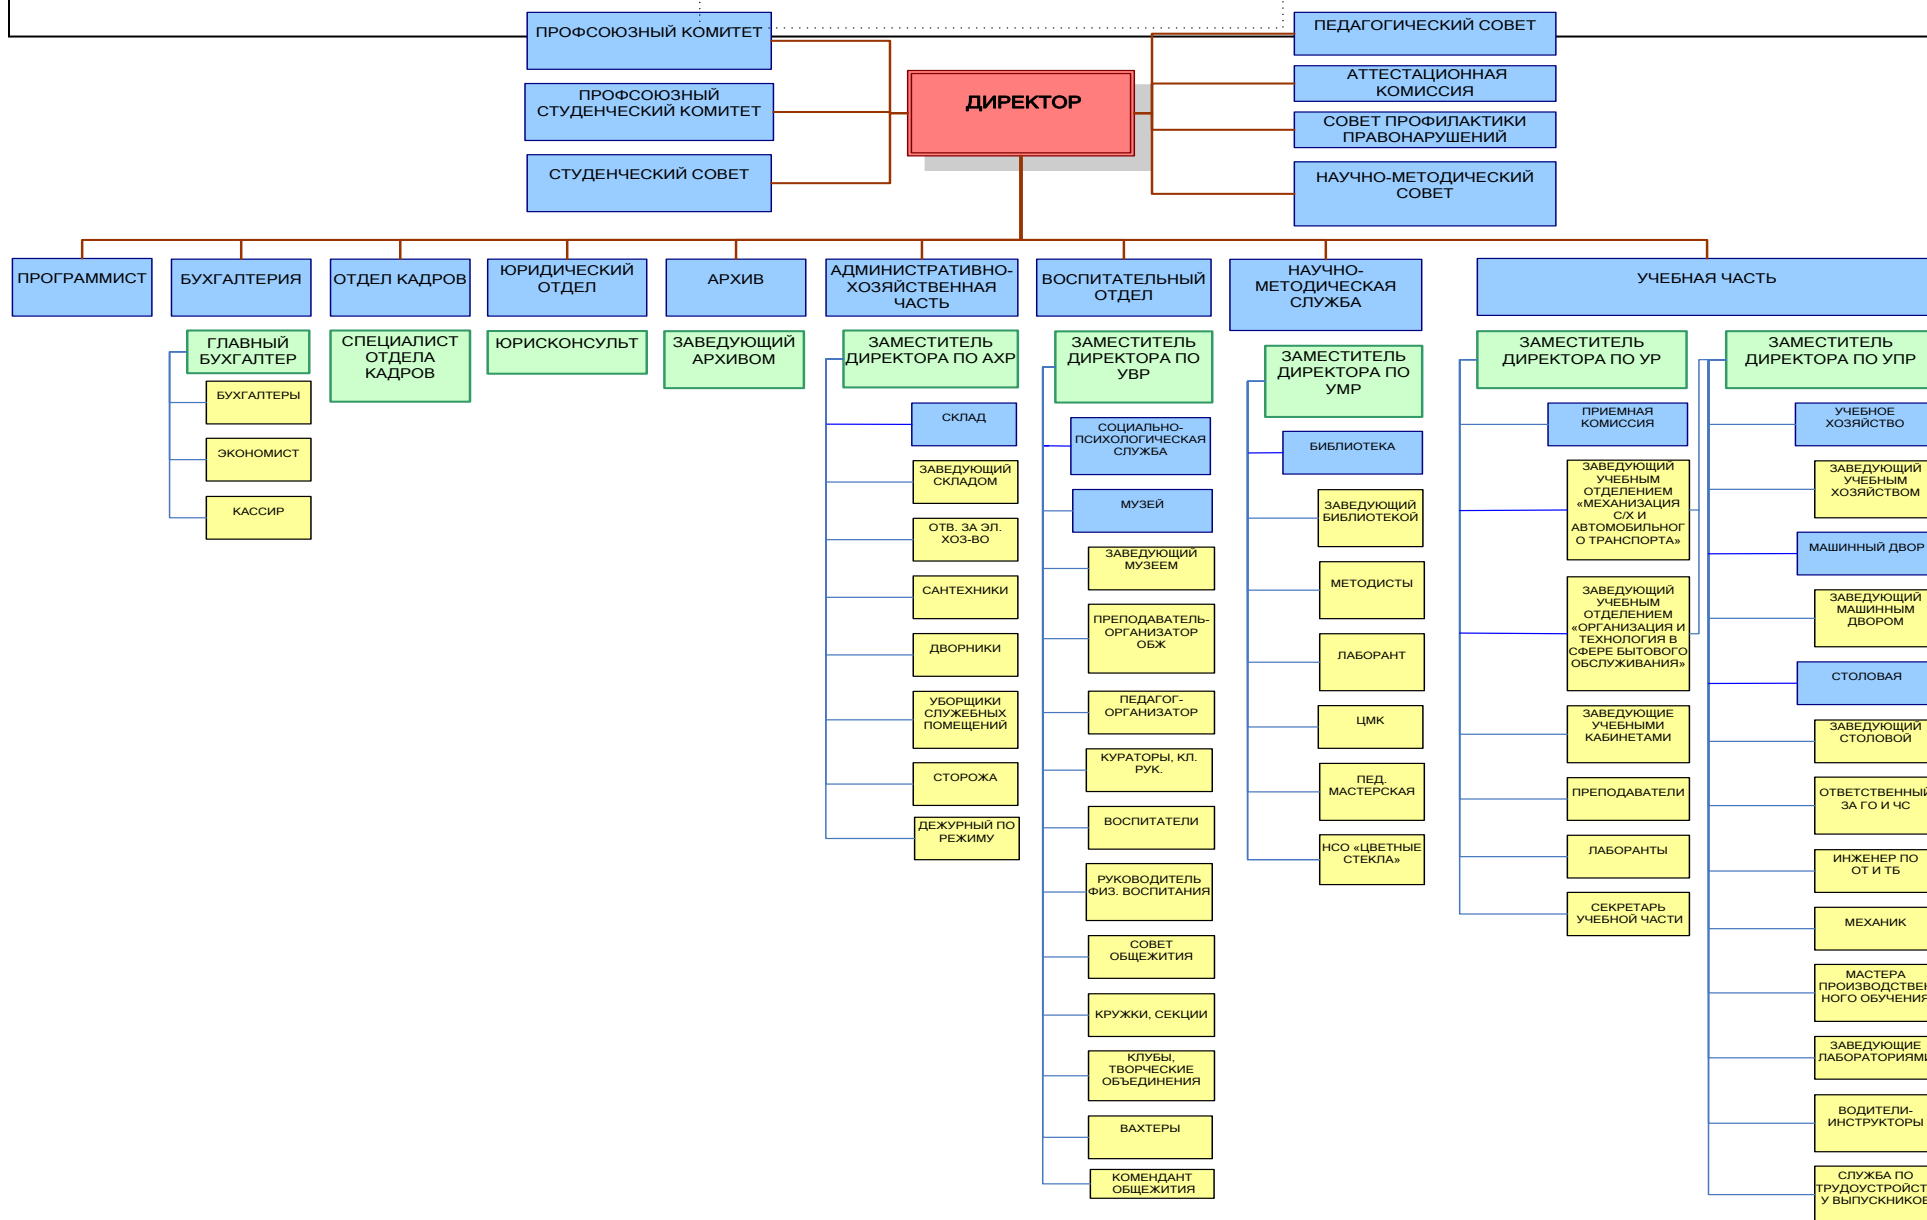 ПРОФСОЮЗНЫЙ КОМИТЕТ
ПЕДАГОГИЧЕСКИЙ СОВЕТ
ДИРЕКТОР
АТТЕСТАЦИОННАЯ
КОМИССИЯ
ПРОФСОЮЗНЫЙ
СТУДЕНЧЕСКИЙ КОМИТЕТ
СОВЕТ ПРОФИЛАКТИКИ
ПРАВОНАРУШЕНИЙ
СТУДЕНЧЕСКИЙ СОВЕТ
НАУЧНО-МЕТОДИЧЕСКИЙ
СОВЕТ
ПРОГРАММИСТ
БУХГАЛТЕРИЯ
ГЛАВНЫЙ
БУХГАЛТЕР
БУХГАЛТЕРЫ
ЭКОНОМИСТ
КАССИР
ОТДЕЛ КАДРОВ
СПЕЦИАЛИСТ
ОТДЕЛА
КАДРОВ
ЮРИДИЧЕСКИЙ
ОТДЕЛ
ЮРИСКОНСУЛЬТ
АРХИВ
ЗАВЕДУЮЩИЙ
АРХИВОМ
АДМИНИСТРАТИВНО-
ХОЗЯЙСТВЕННАЯ
ЧАСТЬ
ЗАМЕСТИТЕЛЬ
ДИРЕКТОРА ПО АХР
СКЛАД
ЗАВЕДУЮЩИЙ
СКЛАДОМ
ОТВ. ЗА ЭЛ.
ХОЗ-ВО
САНТЕХНИКИ
ДВОРНИКИ
УБОРЩИКИ
СЛУЖЕБНЫХ
ПОМЕЩЕНИЙ
СТОРОЖА
ДЕЖУРНЫЙ ПО
РЕЖИМУ
ВОСПИТАТЕЛЬНЫЙ
ОТДЕЛ
ЗАМЕСТИТЕЛЬ
ДИРЕКТОРА ПО
УВР
СОЦИАЛЬНО-
ПСИХОЛОГИЧЕСКАЯ
СЛУЖБА
МУЗЕЙ
ЗАВЕДУЮЩИЙ
МУЗЕЕМ
ПРЕПОДАВАТЕЛЬ-
ОРГАНИЗАТОР
ОБЖ
ПЕДАГОГ-
ОРГАНИЗАТОР
КУРАТОРЫ, КЛ.
РУК.
ВОСПИТАТЕЛИ
РУКОВОДИТЕЛЬ
ФИЗ. ВОСПИТАНИЯ
СОВЕТ
ОБЩЕЖИТИЯ
КРУЖКИ, СЕКЦИИ
КЛУБЫ,
ТВОРЧЕСКИЕ
ОБЪЕДИНЕНИЯ
ВАХТЕРЫ
КОМЕНДАНТ
ОБЩЕЖИТИЯ
НАУЧНО-
МЕТОДИЧЕСКАЯ
СЛУЖБА
ЗАМЕСТИТЕЛЬ
ДИРЕКТОРА ПО
УМР
БИБЛИОТЕКА
ЗАВЕДУЮЩИЙ
БИБЛИОТЕКОЙ
МЕТОДИСТЫ
ЛАБОРАНТ
ЦМК
ПЕД.
МАСТЕРСКАЯ
НСО «ЦВЕТНЫЕ
СТЕКЛА»
УЧЕБНАЯ ЧАСТЬ
ЗАМЕСТИТЕЛЬ
ДИРЕКТОРА ПО УР
ПРИЕМНАЯ
КОМИССИЯ
ЗАВЕДУЮЩИЙ
УЧЕБНЫМ
ОТДЕЛЕНИЕМ
«МЕХАНИЗАЦИЯ
С/Х И
АВТОМОБИЛЬНОГ
О ТРАНСПОРТА»
ЗАВЕДУЮЩИЙ
УЧЕБНЫМ
ОТДЕЛЕНИЕМ
«ОРГАНИЗАЦИЯ И
ТЕХНОЛОГИЯ В
СФЕРЕ БЫТОВОГО
ОБСЛУЖИВАНИЯ»
ЗАВЕДУЮЩИЕ
УЧЕБНЫМИ
КАБИНЕТАМИ
ПРЕПОДАВАТЕЛИ
ЛАБОРАНТЫ
СЕКРЕТАРЬ
УЧЕБНОЙ ЧАСТИ
ЗАМЕСТИТЕЛЬ
ДИРЕКТОРА ПО УПР
УЧЕБНОЕ
ХОЗЯЙСТВО
ЗАВЕДУЮЩИЙ
УЧЕБНЫМ
ХОЗЯЙСТВОМ
МАШИННЫЙ ДВОР
ЗАВЕДУЮЩИЙ
МАШИННЫМ
ДВОРОМ
СТОЛОВАЯ
ЗАВЕДУЮЩИЙ
СТОЛОВОЙ
ОТВЕТСТВЕННЫЙ
ЗА ГО И ЧС
ИНЖЕНЕР ПО
ОТ И ТБ
МЕХАНИК
МАСТЕРА
ПРОИЗВОДСТВЕН
НОГО ОБУЧЕНИЯ
ЗАВЕДУЮЩИЕ
ЛАБОРАТОРИЯМИ
ВОДИТЕЛИ-
ИНСТРУКТОРЫ
СЛУЖБА ПО
ТРУДОУСТРОЙСТ
У ВЫПУСКНИКОВ